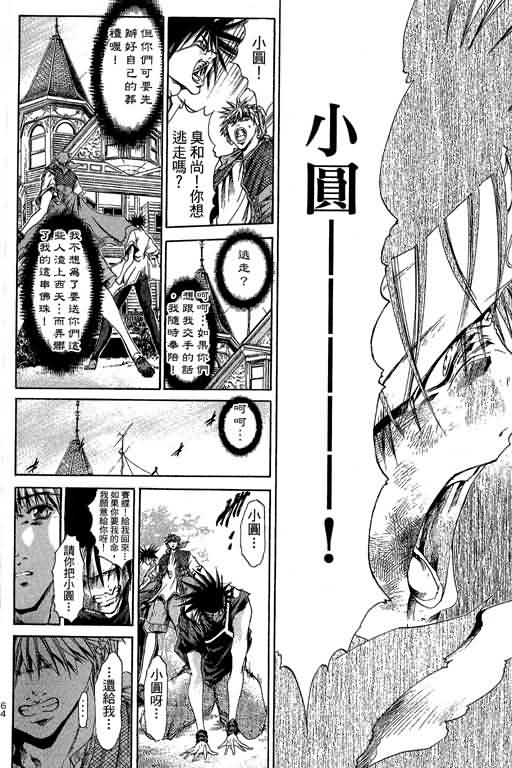 小圓——————！
小圓！
臭和尚！你想
逃走嗎？
逃走？
呵呵…如果你們
想跟我交手的話
，我隨時奉陪！
但你們可要先
辦好自己的葬
禮喔！
我不想為了要送你們這
些人渣上西天…而弄髒
了我的這串佛珠！
呵呵…
小圓…
小圓呀…
賽揲！給我回來…
如果你要我的命，
我願意給你呀！
請你把小圓…
…還給我…
64